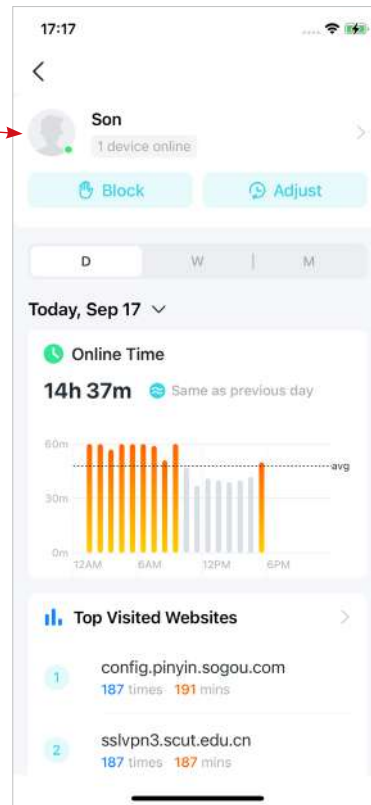 17:17
Son
1 device online
Block Adjust
D W M
Today, Sep 17
Online Time
14h 37m Same as previous day
60m
avg
30m
0m
12AM 6AM 12PM 6PM
Top Visited Websites
1 config.pinyin.sogou.com
187 times 191 mins
2 sslvpn3.scut.edu.cn
187 times 187 mins